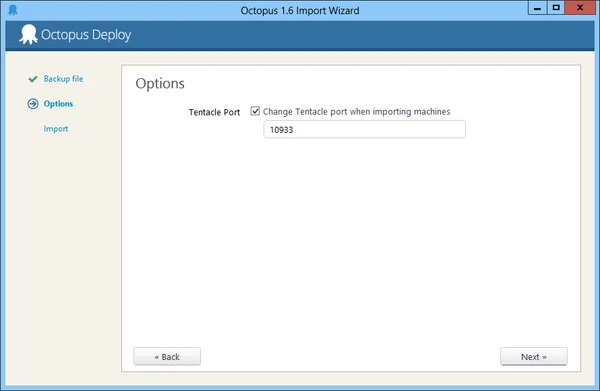 Octopus 1.6 Import Wizard
Octopus Deploy
Backup file
Options
Import
Options
Tentacle Port
Change Tentacle port when importing machines
10933
« Back
Next »